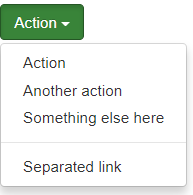 Action
Action
Another action
Something else here
Separated link